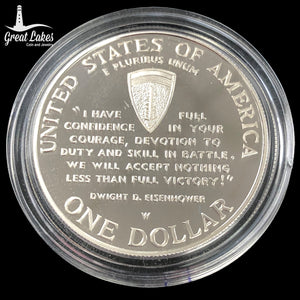 Great Lakes
Coin and Jewelry
UNITED STATES OF AMERICA
E PLURIBUS UNUM
"I HAVE FULL
CONFIDENCE IN YOUR
COURAGE, DEVOTION TO
DUTY AND SKILL IN BATTLE.
WE WILL ACCEPT NOTHING
LESS THAN FULL VICTORY!"
DWIGHT D. EISENHOWER
W
ONE DOLLAR